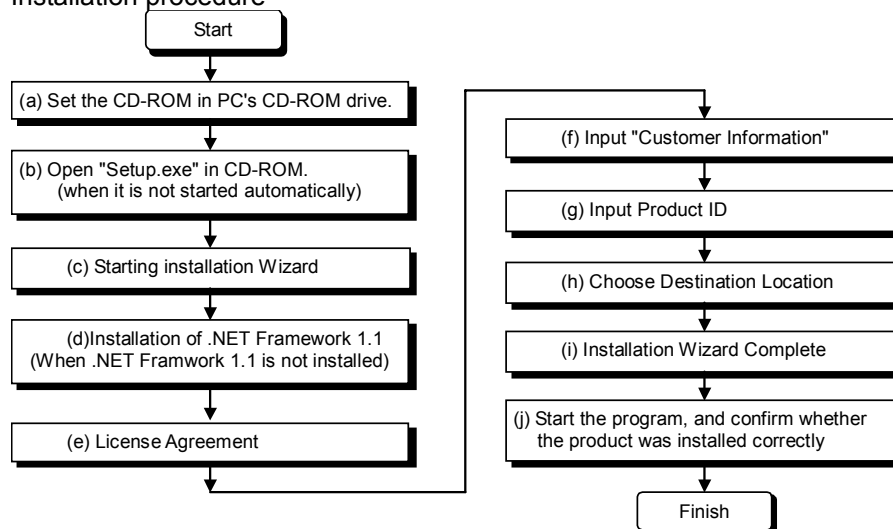 Installation procedure
Start
(a) Set the CD-ROM in PC's CD-ROM drive.
(b) Open "Setup.exe" in CD-ROM.
(when it is not started automatically)
(c) Starting installation Wizard
(d)Installation of .NET Framework 1.1
(When .NET Framwork 1.1 is not installed)
(e) License Agreement
(f) Input "Customer Information"
(g) Input Product ID
(h) Choose Destination Location
(i) Installation Wizard Complete
(j) Start the program, and confirm whether
the product was installed correctly
Finish